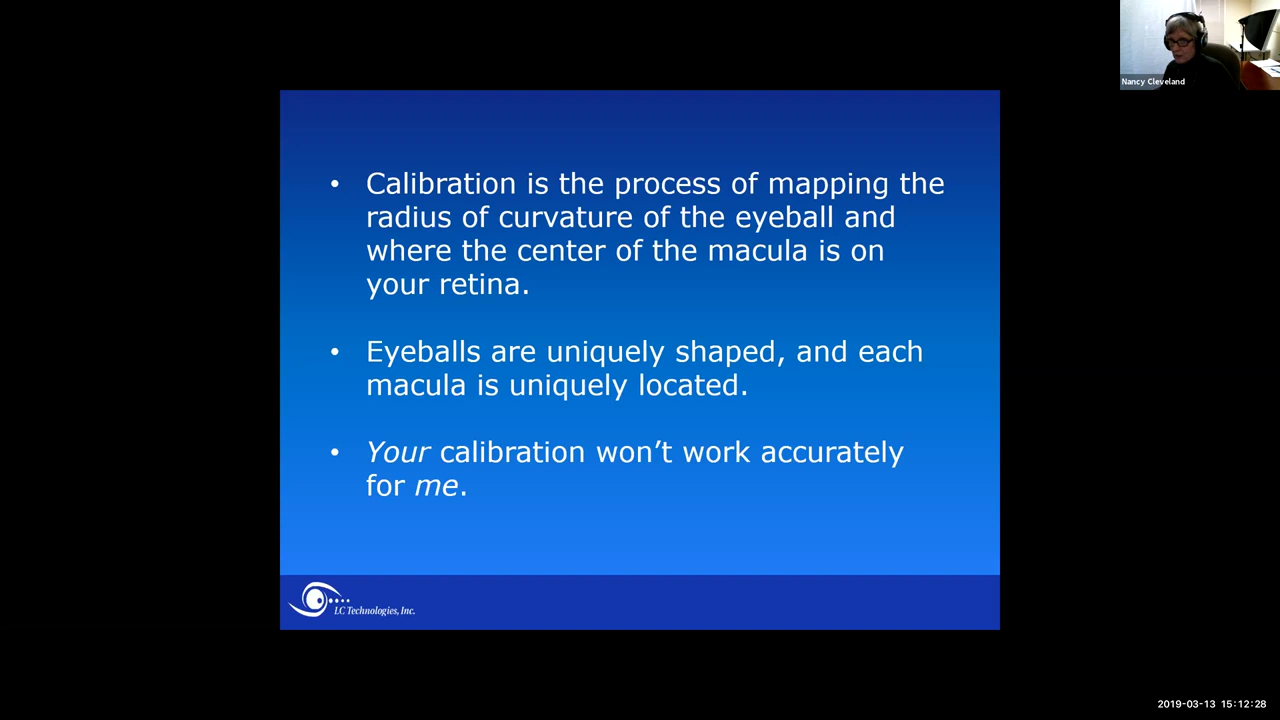 Nancy Cleveland
• Calibration is the process of mapping the
radius of curvature of the eyeball and
where the center of the macula is on
your retina.
• Eyeballs are uniquely shaped, and each
macula is uniquely located.
• Your calibration won’t work accurately
for me.
LC Technologies, Inc.
2019-03-13 15:12:28